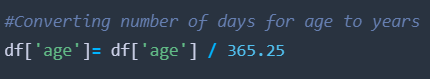 #Converting number of days for age to years
df['age']= df['age'] / 365.25